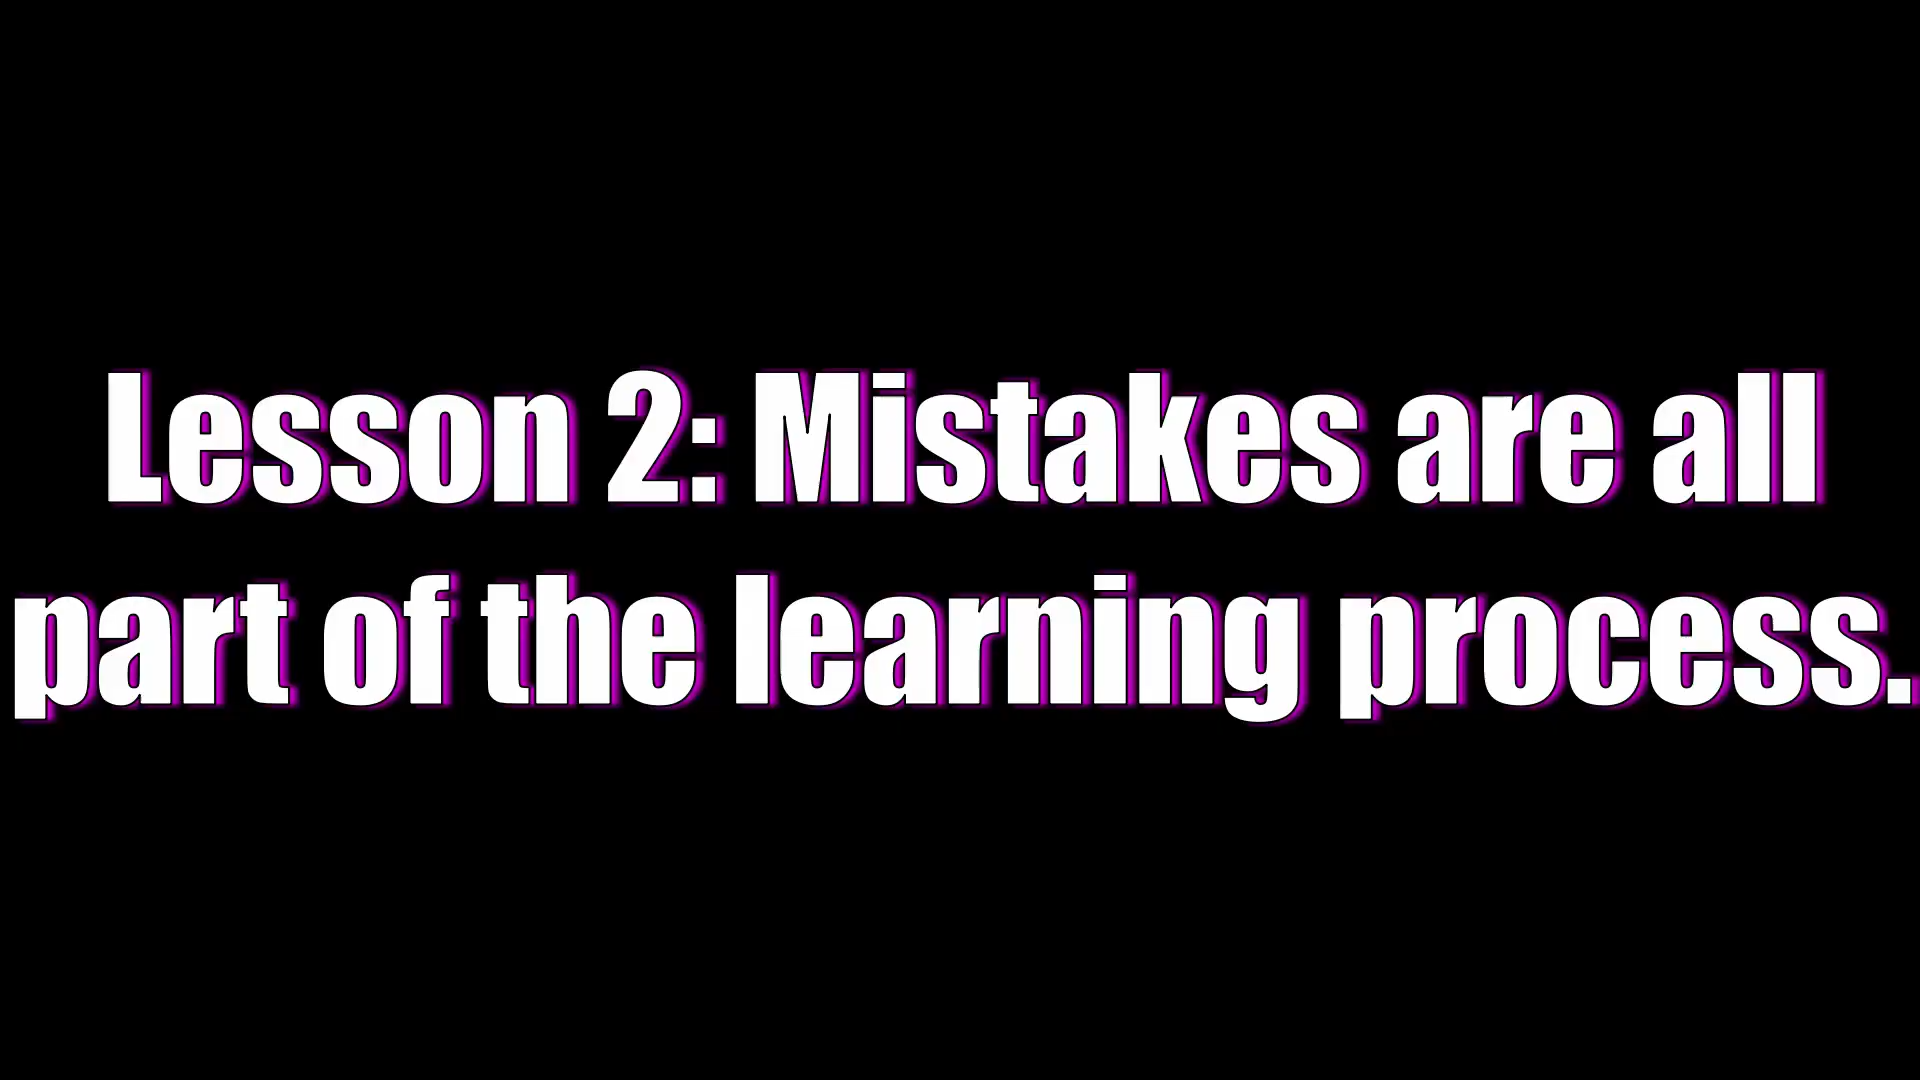 Lesson 2: Mistakes are all
part of the learning process.